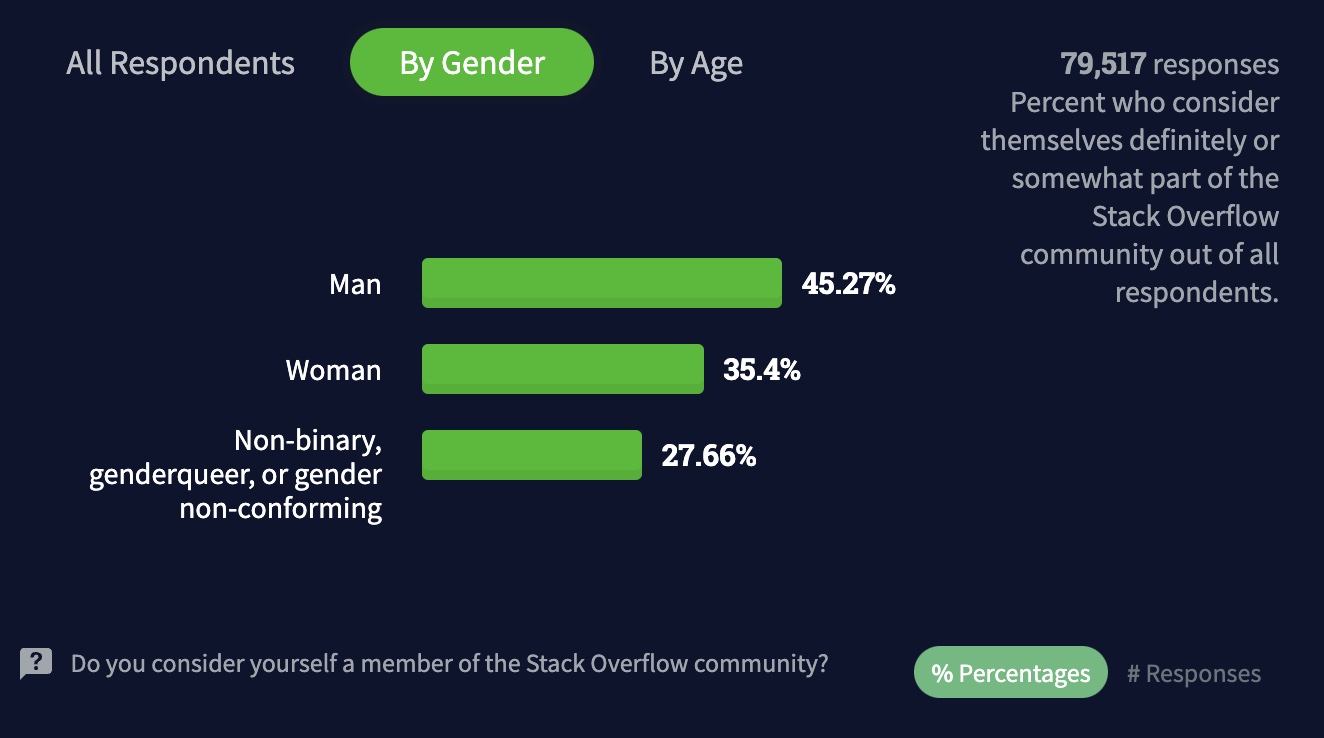 All Respondents By Gender By Age
79,517 responses
Percent who consider
themselves definitely or
somewhat part of the
Stack Overflow
community out of all
respondents.
Man 45.27%
Woman 35.4%
Non-binary,
genderqueer, or gender
non-conforming
27.66%
? Do you consider yourself a member of the Stack Overflow community?
% Percentages # Responses